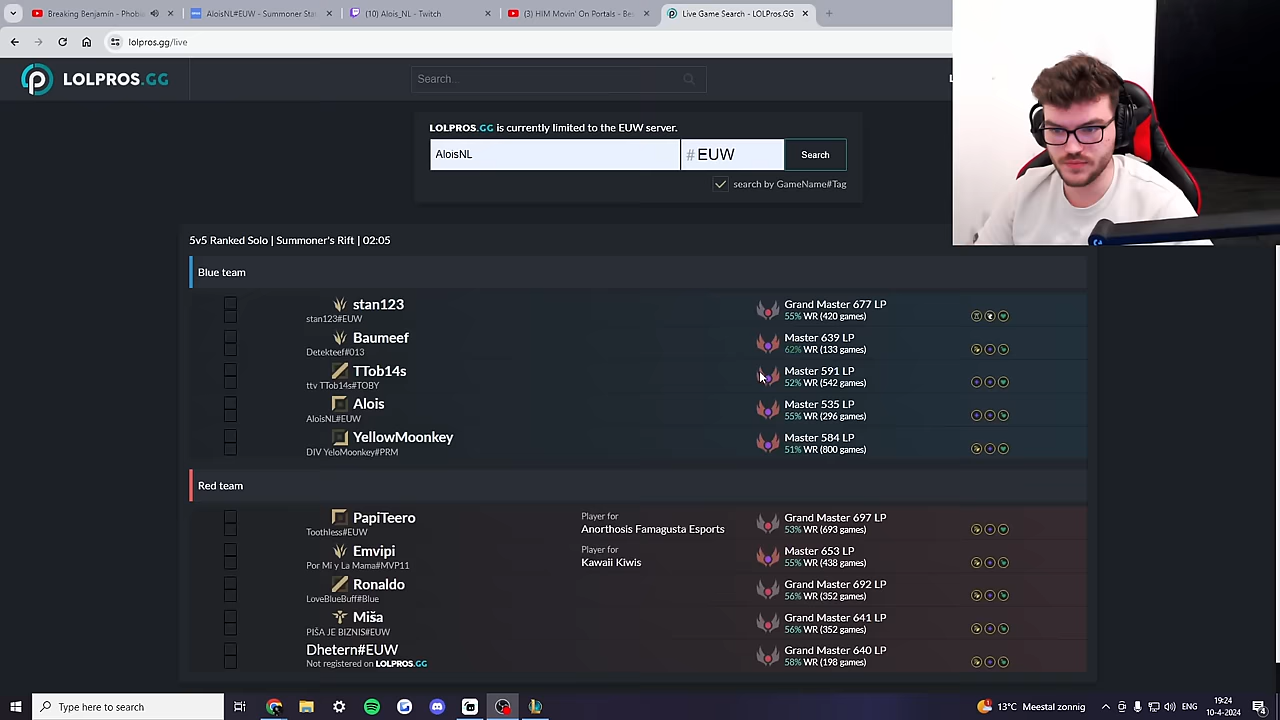 Breaking Benjamin - Phobi
AloisNL#EUW - Summoner Sta
(10) Alois_NL - Twitch
(3) HIM Movin' On Portals - Be
Live Game Search - LOLPROS.GG
lolpros.gg/live
LOLPROS.GG
Search...
LOLPROS.GG is currently limited to the EUW server.
AloisNL
# EUW
Search
search by GameName#Tag
5v5 Ranked Solo | Summoner's Rift | 02:05
Blue team
stan123
stan123#EUW
Grand Master 677 LP
55% WR (420 games)
Baumeef
Detekteef#013
Master 639 LP
62% WR (133 games)
TTob14s
ttv TTob14s#TOBY
Master 591 LP
52% WR (542 games)
Alois
AloisNL#EUW
Master 535 LP
55% WR (296 games)
YellowMoonkey
DIV YeloMoonkey#PRM
Master 584 LP
51% WR (800 games)
Red team
PapiTeero
Toothless#EUW
Player for
Anorthosis Famagusta Esports
Grand Master 697 LP
53% WR (693 games)
Emvipi
Por Mi y La Mama#MVP11
Player for
Kawaii Kiwis
Master 653 LP
55% WR (438 games)
Ronaldo
LoveBlueBuff#Blue
Grand Master 692 LP
56% WR (352 games)
Miša
PIŠA JE BIZNIS#EUW
Grand Master 641 LP
56% WR (352 games)
Dhetern#EUW
Not registered on LOLPROS.GG
Grand Master 640 LP
58% WR (198 games)
Type here to search
13°C Meestal zonnig
ENG
19:24
10-4-2024